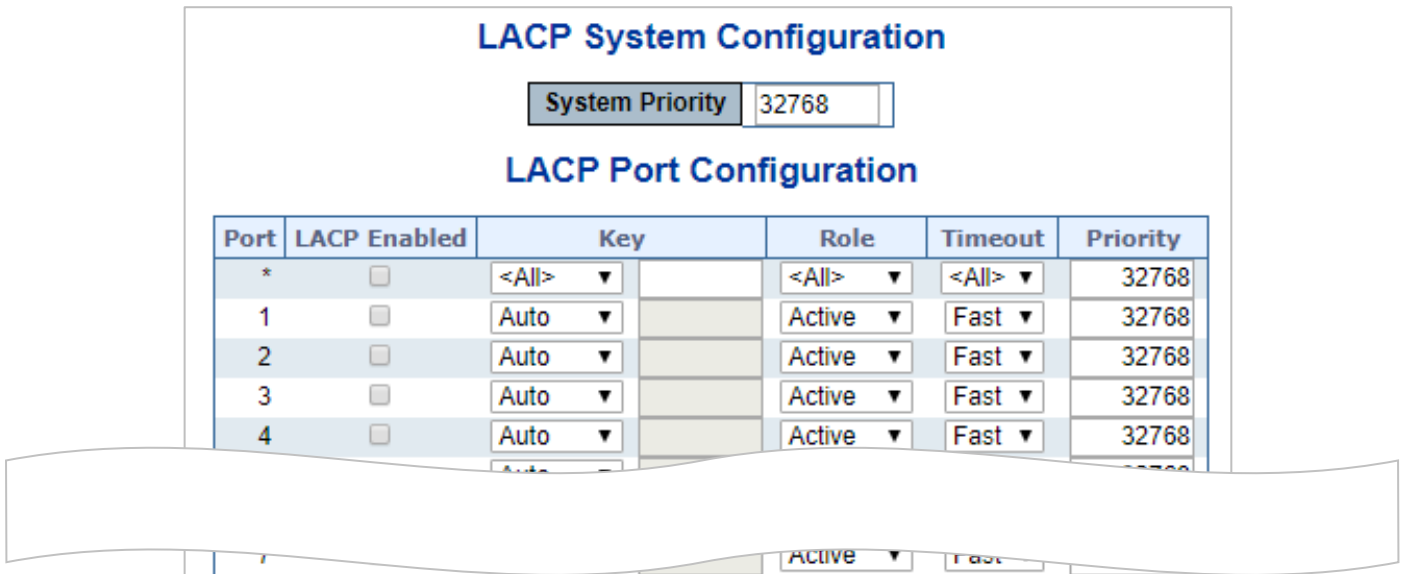 LACP System Configuration
System Priority 32768
LACP Port Configuration
Port LACP Enabled Key Role Timeout Priority
* <All> <All> <All> 32768
1 Auto Active Fast 32768
2 Auto Active Fast 32768
3 Auto Active Fast 32768
4 Auto Active Fast 32768
Active